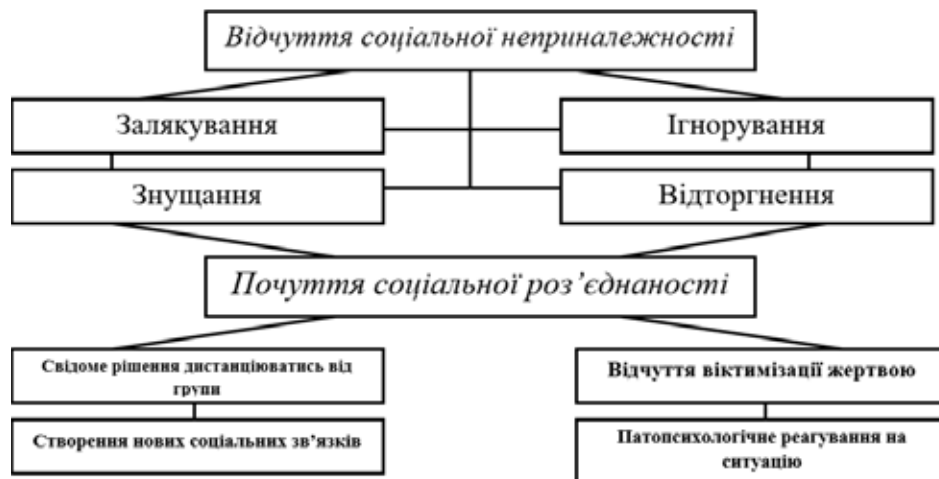 Відчуття соціальної неприналежності
Залякування
Ігнорування
Знущання
Відторгнення
Почуття соціальної роз’єднаності
Свідоме рішення дистанціюватись від
групи
Відчуття віктимізації жертвою
Створення нових соціальних зв’язків
Патопсихологічне реагування на
ситуацію